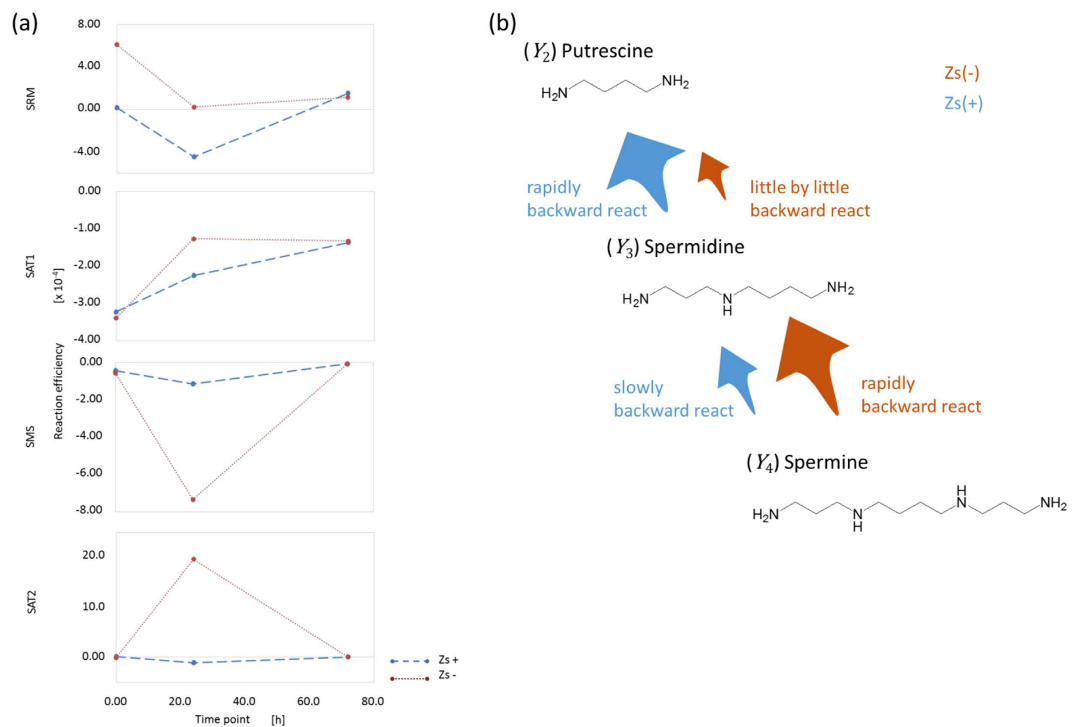 (a)
8.00
4.00
0.00
-2.00
-4.00
SRM
0.00
-1.00
-2.00
-3.00
-4.00
SAT1
[x 10⁻⁴]
0.00
-2.00
-4.00
-6.00
-8.00
SMS
Reaction efficiency
20.0
10.0
0.00
SAT2
0.00 20.0 40.0 60.0 80.0
Time point [h]
Zs +
Zs -
(b)
(Y₂) Putrescine
H₂N NH₂
Zs(-)
Zs(+)
rapidly
backward react
little by little
backward react
(Y₃) Spermidine
H₂N N H NH₂
slowly
backward react
rapidly
backward react
(Y₄) Spermine
H₂N N H H N NH₂